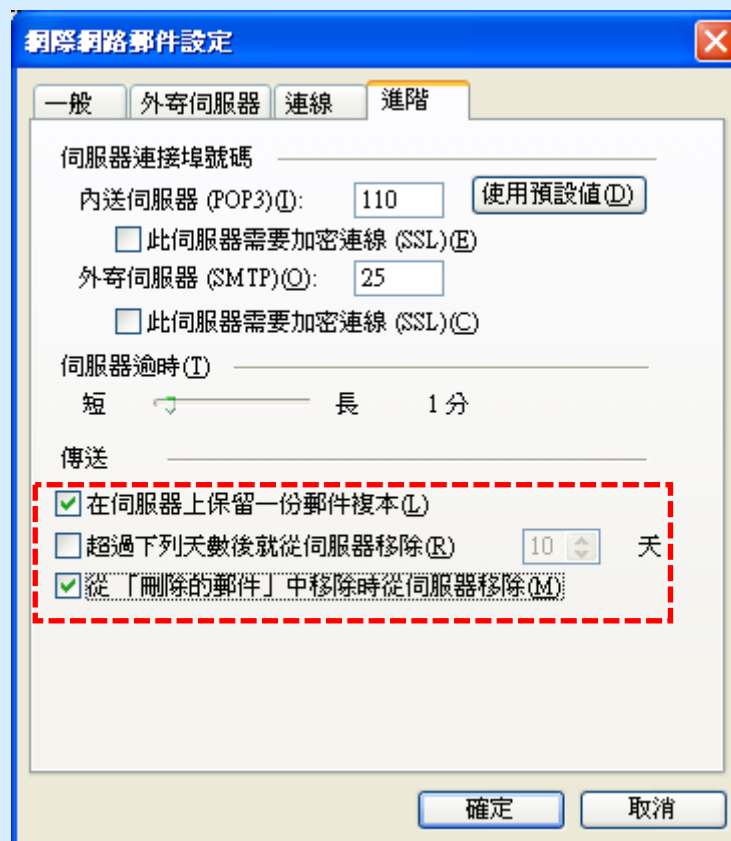 網際網路郵件設定
一般 外寄伺服器 連線 進階
伺服器連接埠號碼
內送伺服器 (POP3)(I): 110 使用預設值(D)
此伺服器需要加密連線 (SSL)(E)
外寄伺服器 (SMTP)(O): 25
此伺服器需要加密連線 (SSL)(C)
伺服器逾時(T)
短 長 1 分
傳送
在伺服器上保留一份郵件複本(L)
超過下列天數後就從伺服器移除(R) 10 天
從「刪除的郵件」中移除時從伺服器移除(M)
確定 取消